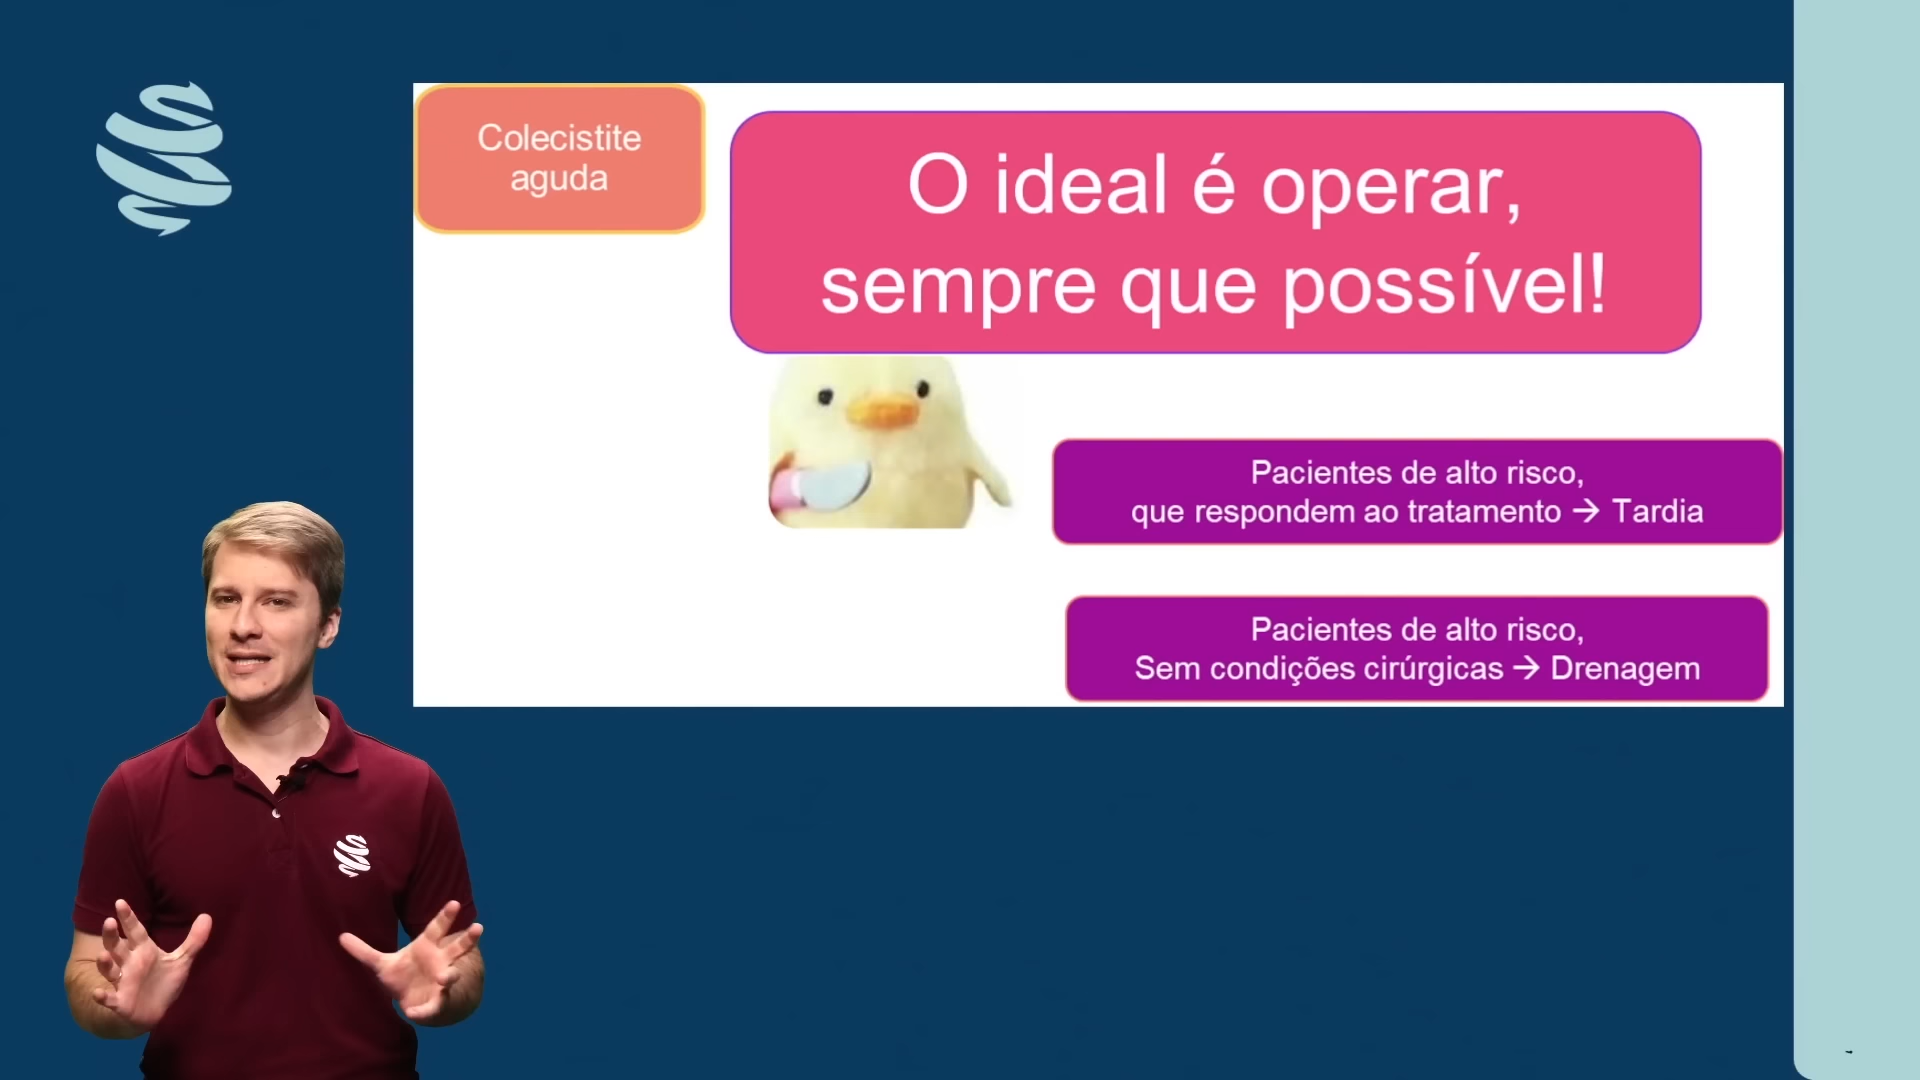 Colecistite
aguda
O ideal é operar,
sempre que possível!
Pacientes de alto risco,
que respondem ao tratamento → Tardia
Pacientes de alto risco,
Sem condições cirúrgicas → Drenagem